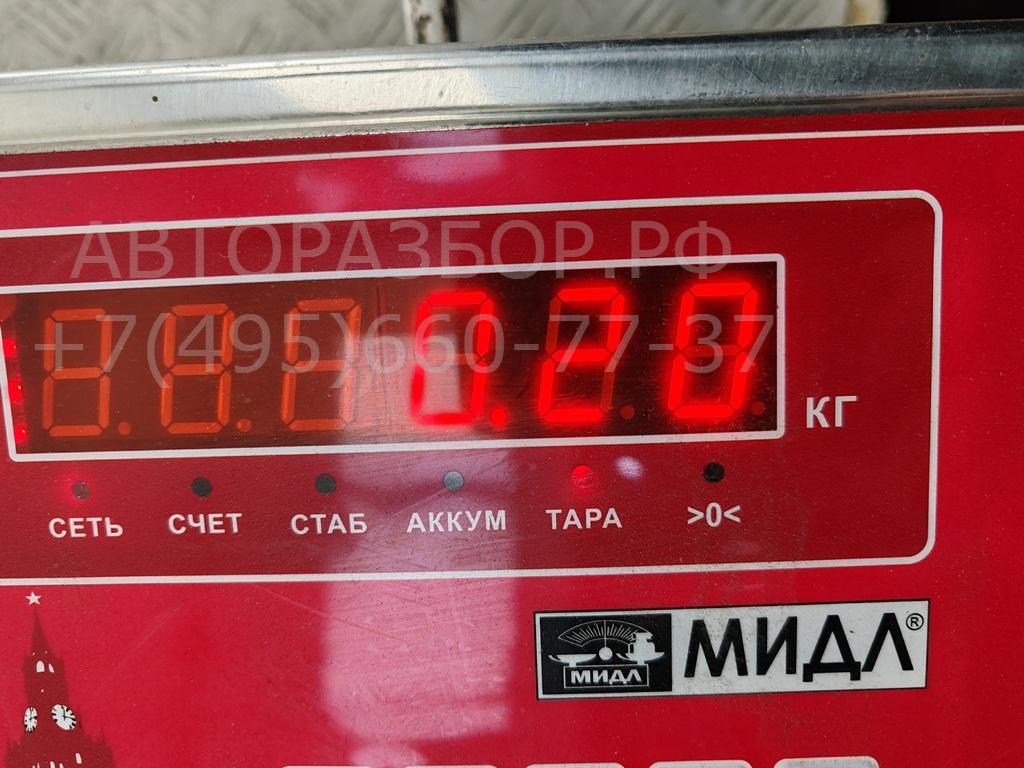 АВТОРАЗБОР.РФ
+7(495)660-77-37
0.20
КГ
СЕТЬ СЧЕТ СТАБ АККУМ ТАРА >0<
МИДЛ МИДЛ®